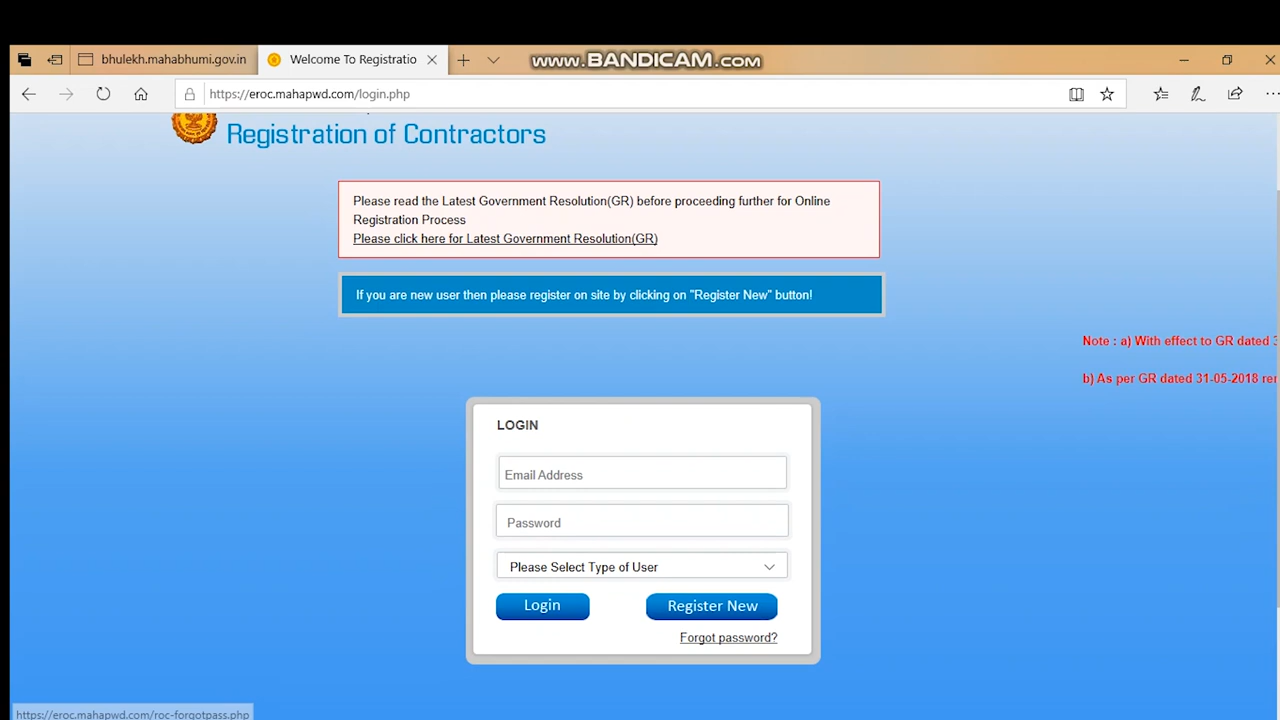 bhulekh.mahabhumi.gov.in
Welcome To Registratio
www.BANDICAM.com
https://eroc.mahapwd.com/login.php
Registration of Contractors
Please read the Latest Government Resolution(GR) before proceeding further for Online
Registration Process
Please click here for Latest Government Resolution(GR)
If you are new user then please register on site by clicking on "Register New" button!
Note : a) With effect to GR dated
b) As per GR dated 31-05-2018
LOGIN
Email Address
Password
Please Select Type of User
Login
Register New
Forgot password?
https://eroc.mahapwd.com/roc-forgotpass.php